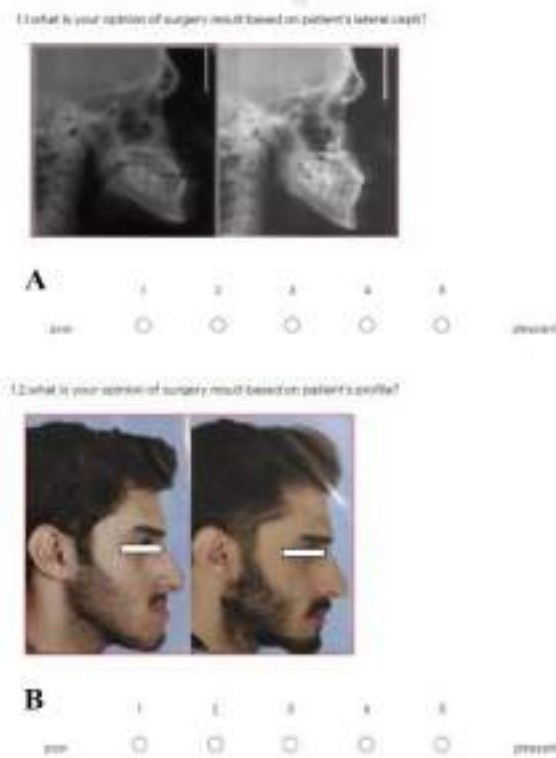 1.1.what is your opinion of surgery result based on patient's lateral ceph?
A
1 2 3 4 5
poor pleasant
1.2.what is your opinion of surgery result based on patient's profile?
B
1 2 3 4 5
poor pleasant